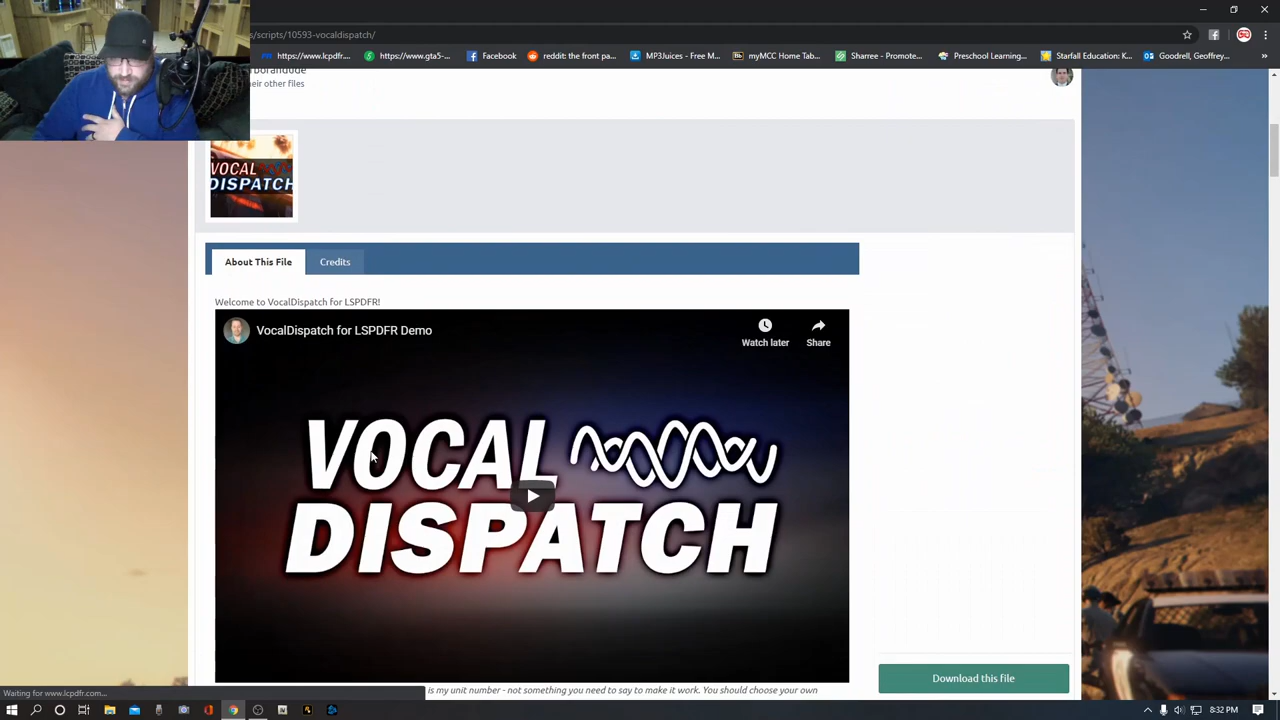 s/scripts/10593-vocaldispatch/
https://www.lcpdfr...
https://www.gta5-...
Facebook
reddit: the front pa...
MP3Juices - Free M...
myMCC Home Tab...
Sharree - Promote...
Preschool Learning...
Starfall Education: K...
Goodrell, Geoffrey...
»
heir other files
VOCAL
DISPATCH
About This File
Credits
Welcome to VocalDispatch for LSPDFR!
VocalDispatch for LSPDFR Demo
Watch later
Share
VOCAL
DISPATCH
Download this file
is my unit number - not something you need to say to make it work. You should choose your own
Waiting for www.lcpdfr.com...
8:32 PM